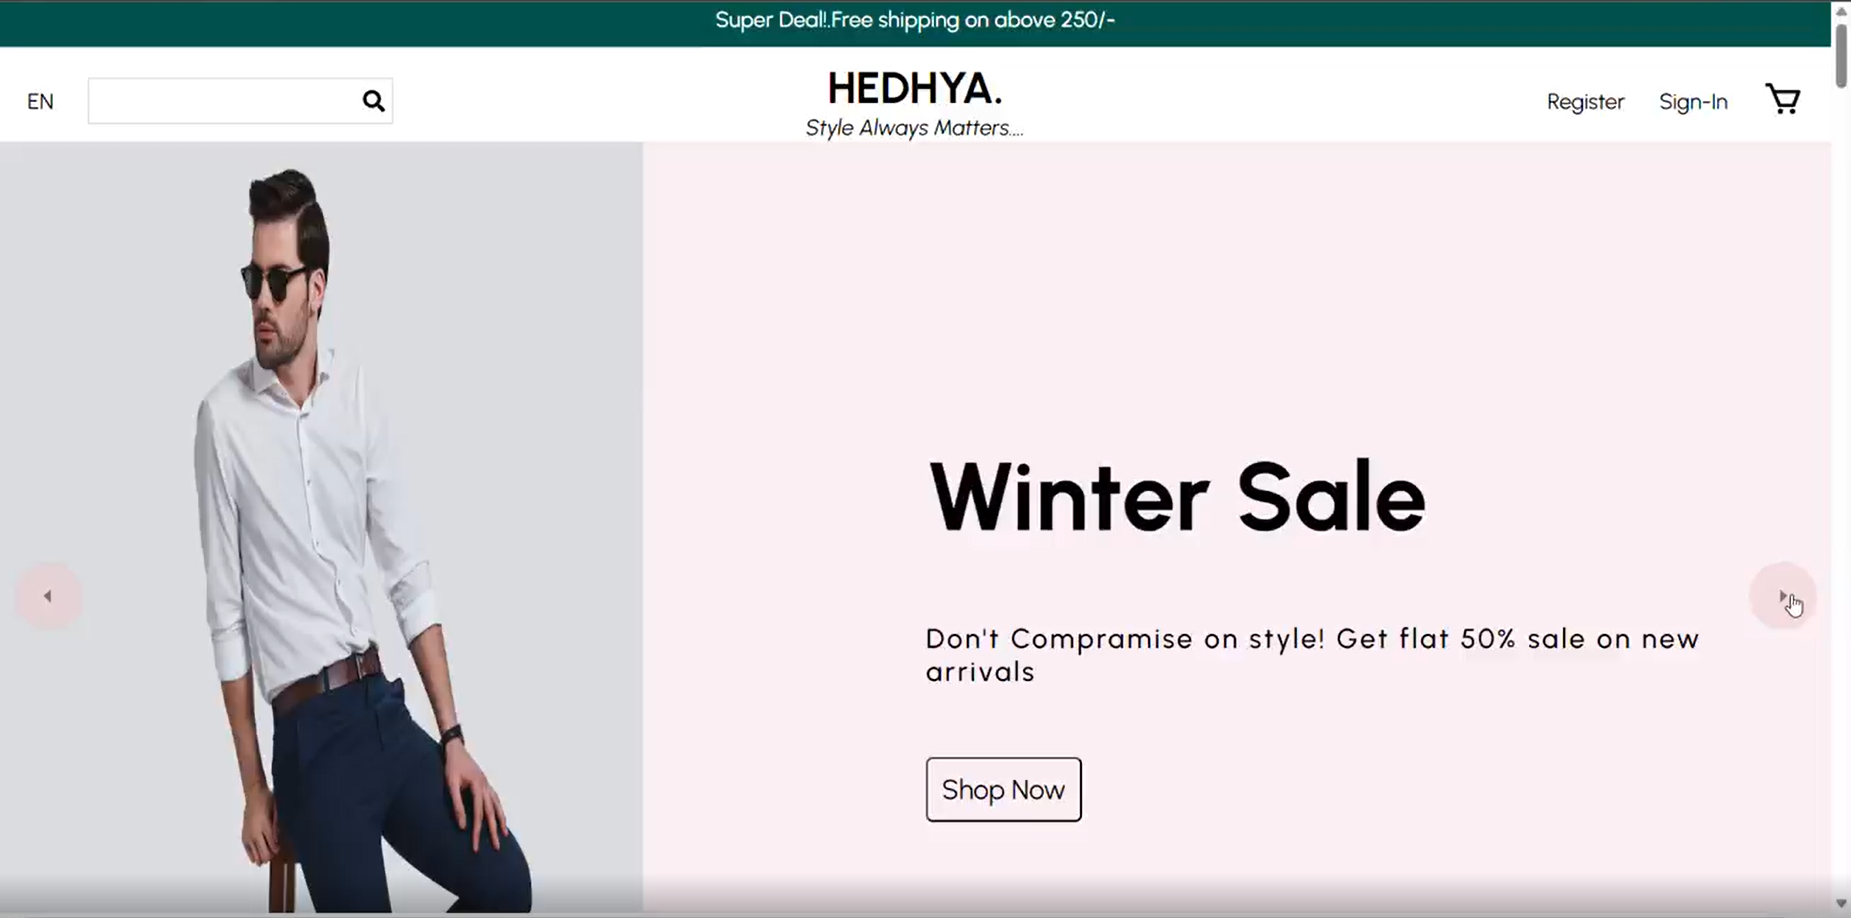 Super Deal!.Free shipping on above 250/-
EN
HEDHYA.
Style Always Matters....
Register
Sign-In
Winter Sale
Don't Compramise on style! Get flat 50% sale on new
arrivals
Shop Now